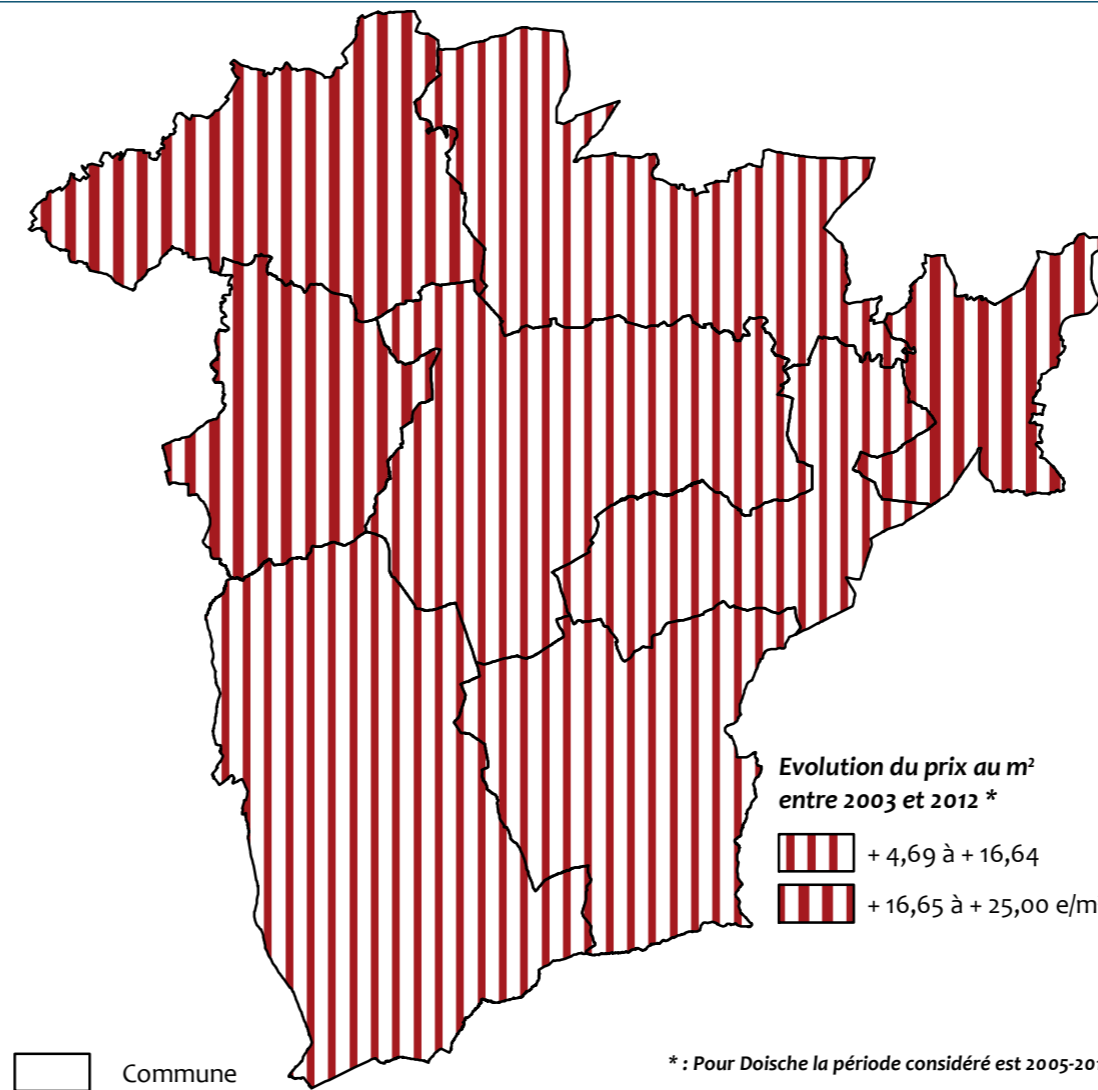 Evolution du prix au m²
entre 2003 et 2012 *
+ 4,69 à + 16,64
+ 16,65 à + 25,00 e/m
Commune
* : Pour Doische la période considéré est 2005-201